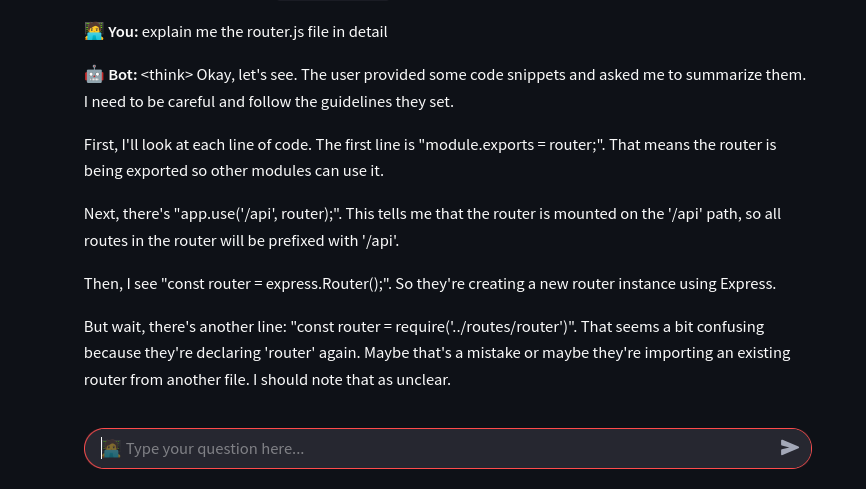 🧑‍💻 You: explain me the router.js file in detail
🤖 Bot: <think> Okay, let's see. The user provided some code snippets and asked me to summarize them.
I need to be careful and follow the guidelines they set.
First, I'll look at each line of code. The first line is "module.exports = router;". That means the router is
being exported so other modules can use it.
Next, there's "app.use('/api', router);". This tells me that the router is mounted on the '/api' path, so all
routes in the router will be prefixed with '/api'.
Then, I see "const router = express.Router();". So they're creating a new router instance using Express.
But wait, there's another line: "const router = require('../routes/router')". That seems a bit confusing
because they're declaring 'router' again. Maybe that's a mistake or maybe they're importing an existing
router from another file. I should note that as unclear.
🧑‍💻 Type your question here...